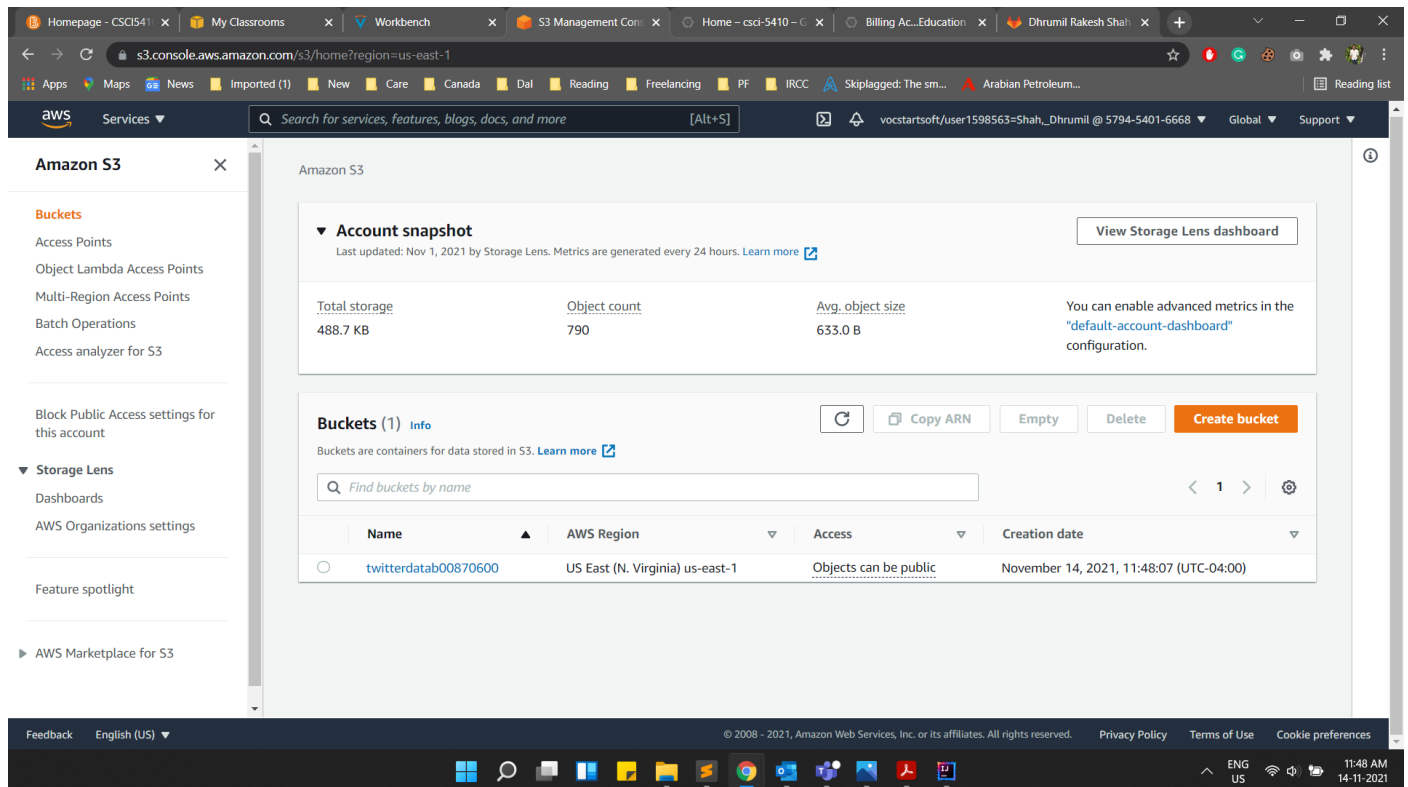 Homepage - CSCI541
My Classrooms
Workbench
S3 Management Cons
Home – csci-5410 – G
Billing Ac...Education
Dhrumil Rakesh Shah
s3.console.aws.amazon.com/s3/home?region=us-east-1
Apps Maps News Imported (1) New Care Canada Dal Reading Freelancing PF IRCC Skiplagged: The sm... Arabian Petroleum... Reading list
aws Services Search for services, features, blogs, docs, and more [Alt+S] vocstartsoft/user1598563=Shah,_Dhrumil @ 5794-5401-6668 Global Support
Amazon S3
Buckets
Access Points
Object Lambda Access Points
Multi-Region Access Points
Batch Operations
Access analyzer for S3
Block Public Access settings for
this account
Storage Lens
Dashboards
AWS Organizations settings
Feature spotlight
AWS Marketplace for S3
Amazon S3
Account snapshot
View Storage Lens dashboard
Last updated: Nov 1, 2021 by Storage Lens. Metrics are generated every 24 hours. Learn more
Total storage
488.7 KB
Object count
790
Avg. object size
633.0 B
You can enable advanced metrics in the
"default-account-dashboard"
configuration.
Buckets (1) Info
Copy ARN Empty Delete Create bucket
Buckets are containers for data stored in S3. Learn more
Find buckets by name
1
Name AWS Region Access Creation date
twitterdatab00870600 US East (N. Virginia) us-east-1 Objects can be public November 14, 2021, 11:48:07 (UTC-04:00)
Feedback English (US) © 2008 - 2021, Amazon Web Services, Inc. or its affiliates. All rights reserved. Privacy Policy Terms of Use Cookie preferences
ENG
US
11:48 AM
14-11-2021